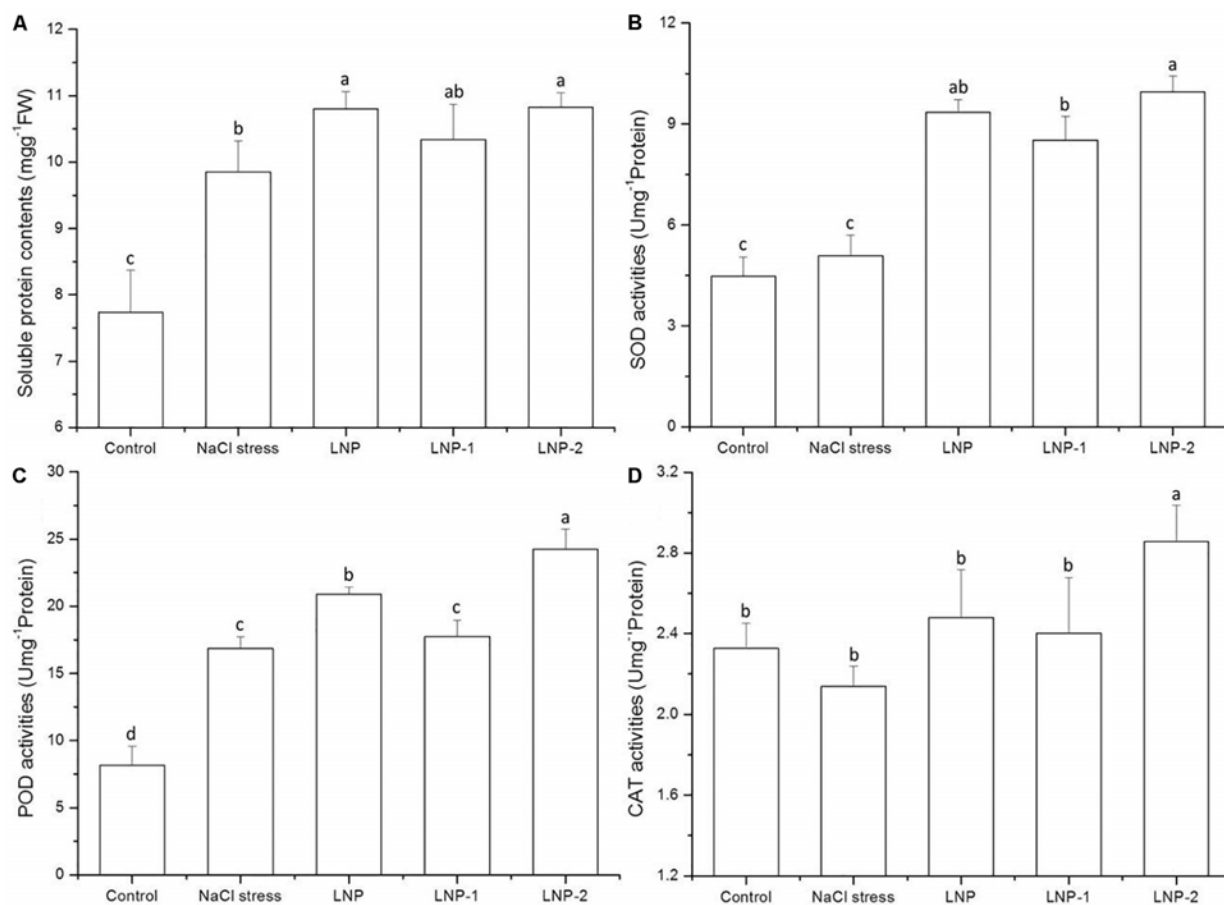 A
Soluble protein contents (mgg⁻¹FW)
12
11
10
9
8
7
6
c
b
a
ab
a
Control NaCl stress LNP LNP-1 LNP-2
B
SOD activities (Umg⁻¹Protein)
12
9
6
3
0
c
c
ab
b
a
Control NaCl stress LNP LNP-1 LNP-2
C
POD activities (Umg⁻¹Protein)
30
25
20
15
10
5
0
d
c
b
c
a
Control NaCl stress LNP LNP-1 LNP-2
D
CAT activities (Umg⁻¹Protein)
3.2
2.8
2.4
2.0
1.6
1.2
b
b
b
b
a
Control NaCl stress LNP LNP-1 LNP-2